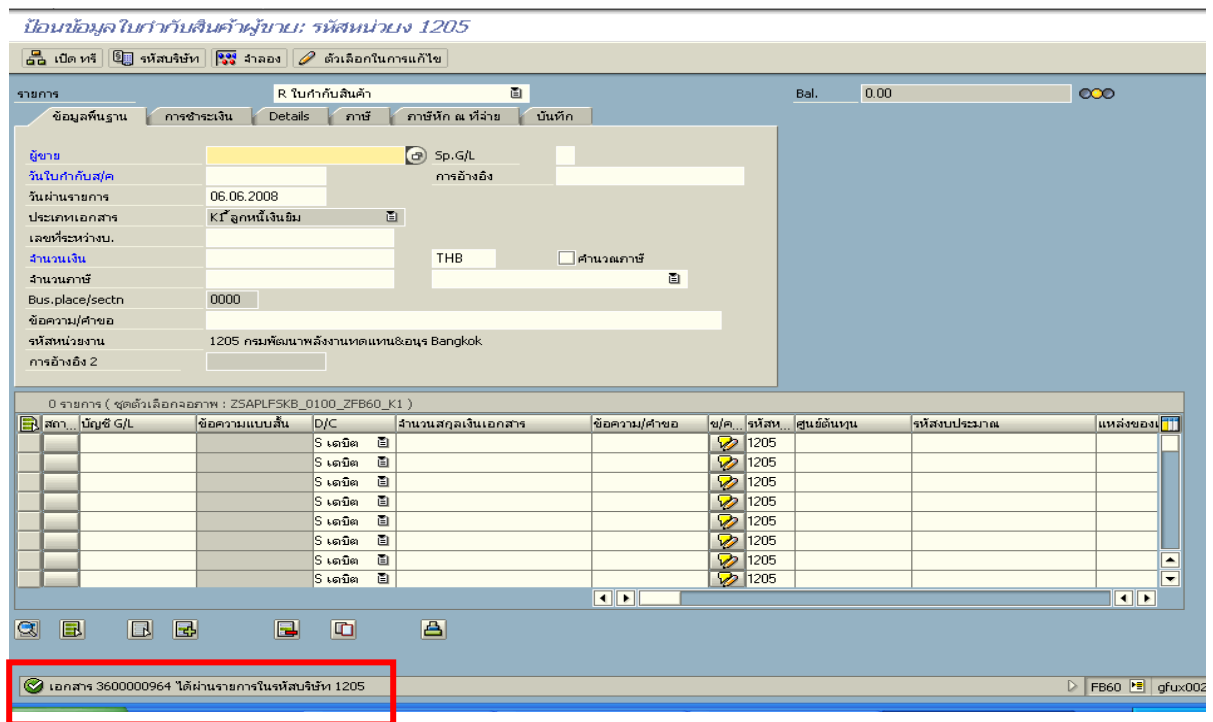 ป้อนข้อมูลใบกำกับสินค้าผู้ขาย: รหัสหน่วยง 1205
เปิด ทรี รหัสบริษัท จำลอง ตัวเลือกในการแก้ไข
รายการ R ใบกำกับสินค้า Bal. 0.00
ข้อมูลพื้นฐาน การชำระเงิน Details ภาษี ภาษีหัก ณ ที่จ่าย บันทึก
ผู้ขาย Sp.G/L
วันใบกำกับส/ค การอ้างอิง
วันผ่านรายการ 06.06.2008
ประเภทเอกสาร K1 ลูกหนี้เงินยืม
เลขที่ระหว่างบ.
จำนวนเงิน THB คำนวณภาษี
จำนวนภาษี
Bus.place/sectn 0000
ข้อความ/คำขอ
รหัสหน่วยงาน 1205 กรมพัฒนาพลังงานทดแทน&อนุร Bangkok
การอ้างอิง 2
0 รายการ ( ชุดตัวเลือกจอภาพ : ZSAPLFSKB_0100_ZFB60_K1 )
สถา... บัญชี G/L ข้อความแบบสั้น D/C จำนวนสกุลเงินเอกสาร ข้อความ/คำขอ ข/ค... รหัสห... ศูนย์ต้นทุน รหัสงบประมาณ แหล่งของเ
S เดบิต 1205
S เดบิต 1205
S เดบิต 1205
S เดบิต 1205
S เดบิต 1205
S เดบิต 1205
S เดบิต 1205
S เดบิต 1205
เอกสาร 3600000964 ได้ผ่านรายการในรหัสบริษัท 1205 FB60 gfux002